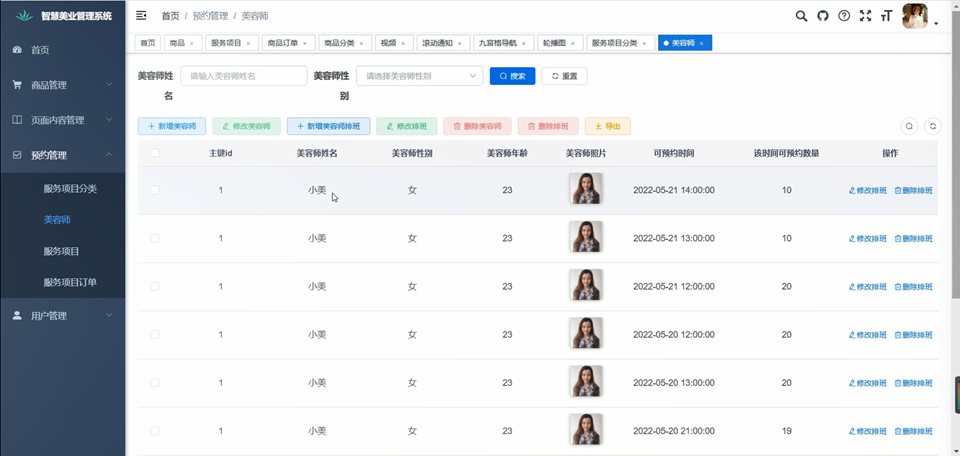 智慧美业管理系统
首页 / 预约管理 / 美容师
首页 商品 × 服务项目 × 商品订单 × 商品分类 × 视频 × 滚动通知 × 九宫格导航 × 轮播图 × 服务项目分类 × 美容师 ×
首页
商品管理
页面内容管理
预约管理
服务项目分类
美容师
服务项目
服务项目订单
用户管理
美容师姓名 请输入美容师姓名 美容师性别 请选择美容师性别 搜索 重置
+ 新增美容师 修改美容师 + 新增美容师排班 修改排班 删除美容师 删除排班 导出
主键id 美容师姓名 美容师性别 美容师年龄 美容师照片 可预约时间 该时间可预约数量 操作
1 小美 女 23 2022-05-21 14:00:00 10 修改排班 删除排班
1 小美 女 23 2022-05-21 13:00:00 10 修改排班 删除排班
1 小美 女 23 2022-05-21 12:00:00 20 修改排班 删除排班
1 小美 女 23 2022-05-20 12:00:00 20 修改排班 删除排班
1 小美 女 23 2022-05-20 13:00:00 20 修改排班 删除排班
1 小美 女 23 2022-05-20 21:00:00 19 修改排班 删除排班